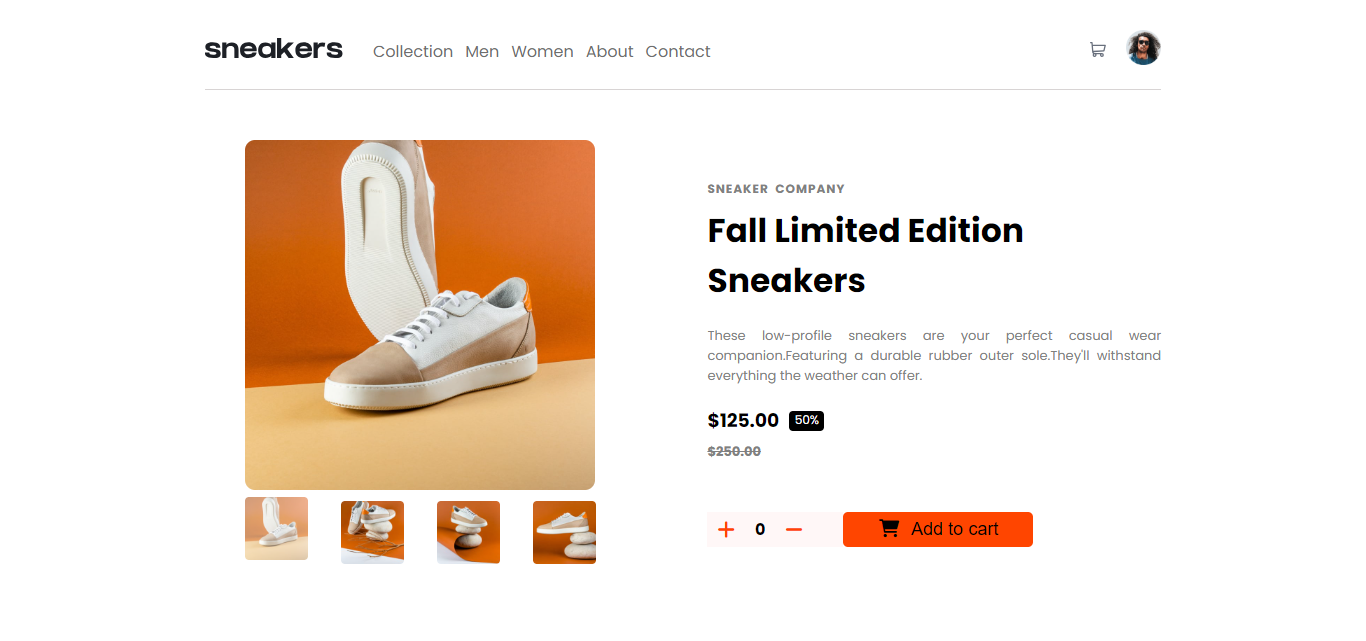 sneakers Collection Men Women About Contact
SNEAKER COMPANY
Fall Limited Edition
Sneakers
These low-profile sneakers are your perfect casual wear
companion.Featuring a durable rubber outer sole.They'll withstand
everything the weather can offer.
$125.00 50%
$250.00
0 Add to cart